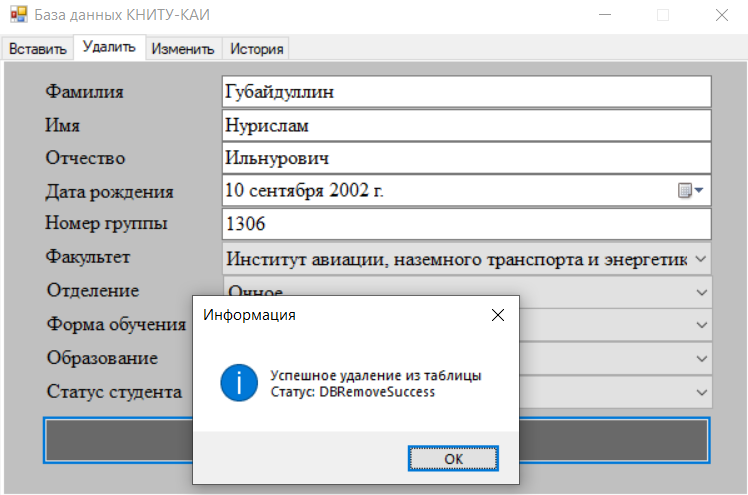 База данных КНИТУ-КАИ
Вставить Удалить Изменить История
Фамилия Губайдуллин
Имя Нурислам
Отчество Ильнурович
Дата рождения 10 сентября 2002 г.
Номер группы 1306
Факультет Институт авиации, наземного транспорта и энергетик
Отделение Очное
Информация
Форма обучения
Образование
Статус студента
Успешное удаление из таблицы
Статус: DBRemoveSuccess
OK